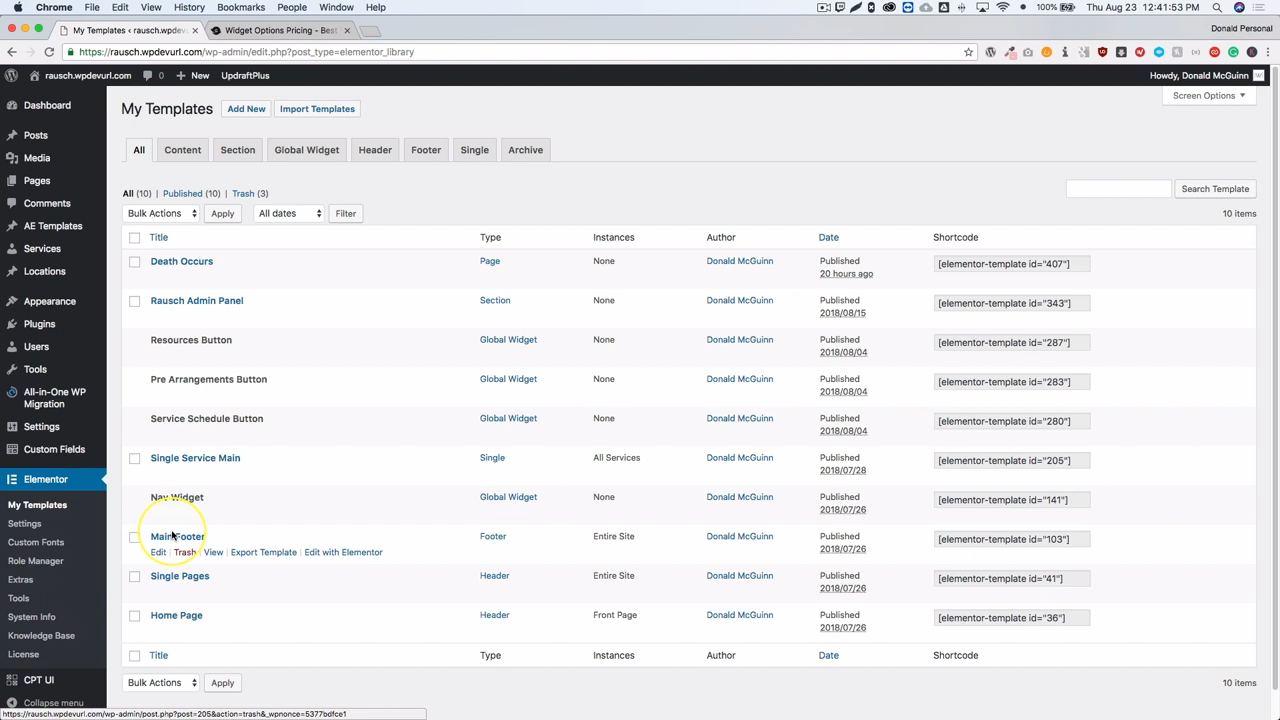 Chrome File Edit View History Bookmarks People Window Help 100% Thu Aug 23 4:41:53 PM
My Templates ‹ rausch.wpdevurl. Widget Options Pricing - Best Donald Personal
https://rausch.wpdevurl.com/wp-admin/edit.php?post_type=elementor_library
rausch.wpdevurl.com 0 New UpdraftPlus Howdy, Donald McGuinn
Screen Options
My Templates Add New Import Templates
All Content Section Global Widget Header Footer Single Archive
All (10) | Published (10) | Trash (3)
Search Template
Bulk Actions Apply All dates Filter 10 items
Title Type Instances Author Date Shortcode
Death Occurs Page None Donald McGuinn Published 20 hours ago [elementor-template id="407"]
Rausch Admin Panel Section None Donald McGuinn Published 2018/08/15 [elementor-template id="343"]
Resources Button Global Widget None Donald McGuinn Published 2018/08/04 [elementor-template id="287"]
Pre Arrangements Button Global Widget None Donald McGuinn Published 2018/08/04 [elementor-template id="283"]
Service Schedule Button Global Widget None Donald McGuinn Published 2018/08/04 [elementor-template id="280"]
Single Service Main Single All Services Donald McGuinn Published 2018/07/28 [elementor-template id="205"]
Nav Widget Global Widget None Donald McGuinn Published 2018/07/26 [elementor-template id="141"]
Main Footer Footer Entire Site Donald McGuinn Published 2018/07/26 [elementor-template id="103"]
Edit | Trash | View | Export Template | Edit with Elementor
Single Pages Header Entire Site Donald McGuinn Published 2018/07/26 [elementor-template id="41"]
Home Page Header Front Page Donald McGuinn Published 2018/07/26 [elementor-template id="36"]
Title Type Instances Author Date Shortcode
Bulk Actions Apply 10 items
Dashboard
Posts
Media
Pages
Comments
AE Templates
Services
Locations
Appearance
Plugins
Users
Tools
All-in-One WP
Migration
Settings
Custom Fields
Elementor
My Templates
Settings
Custom Fonts
Role Manager
Extras
Tools
System Info
Knowledge Base
License
CPT UI
Collapse menu
https://rausch.wpdevurl.com/wp-admin/post.php?post=205&action=trash&_wpnonce=5377bdfce1